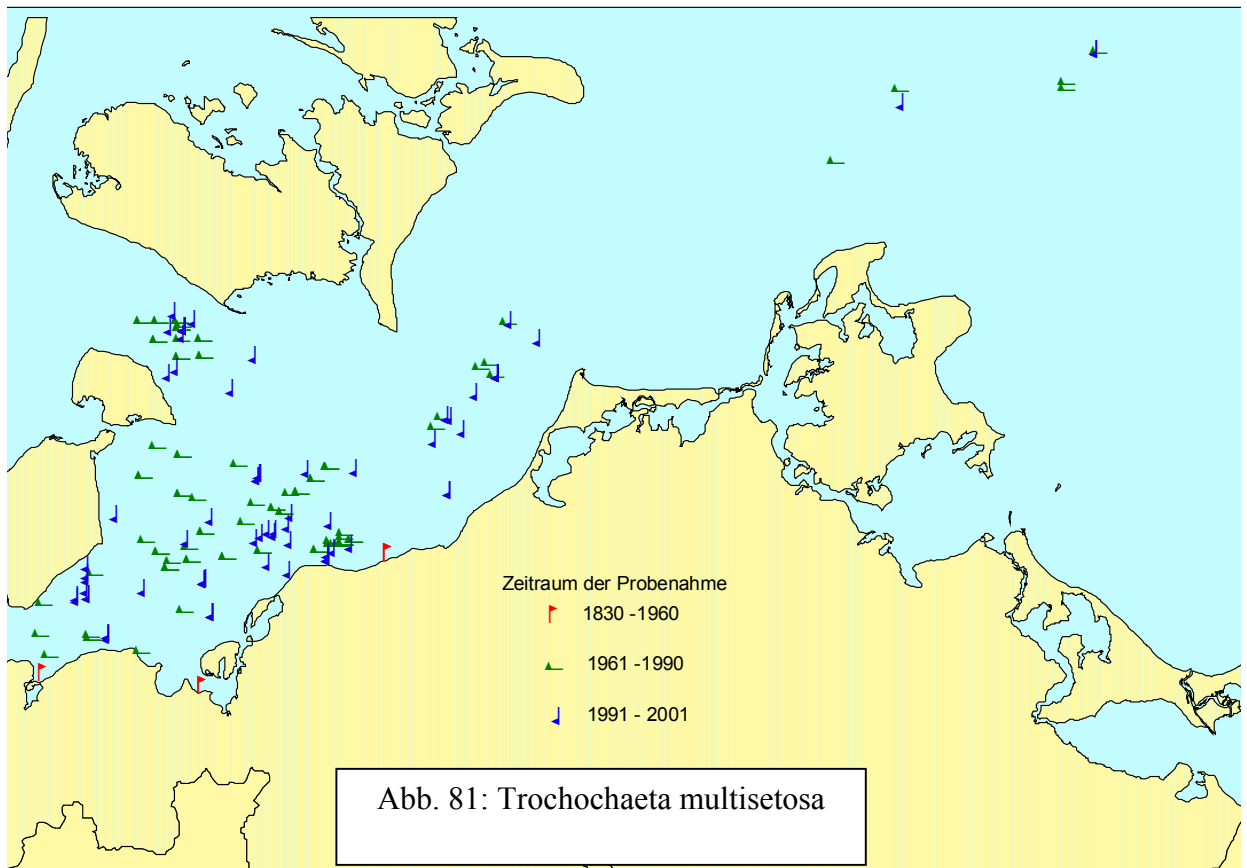 Zeitraum der Probenahme
1830 -1960
1961 -1990
1991 - 2001
Abb. 81: Trochochaeta multisetosa